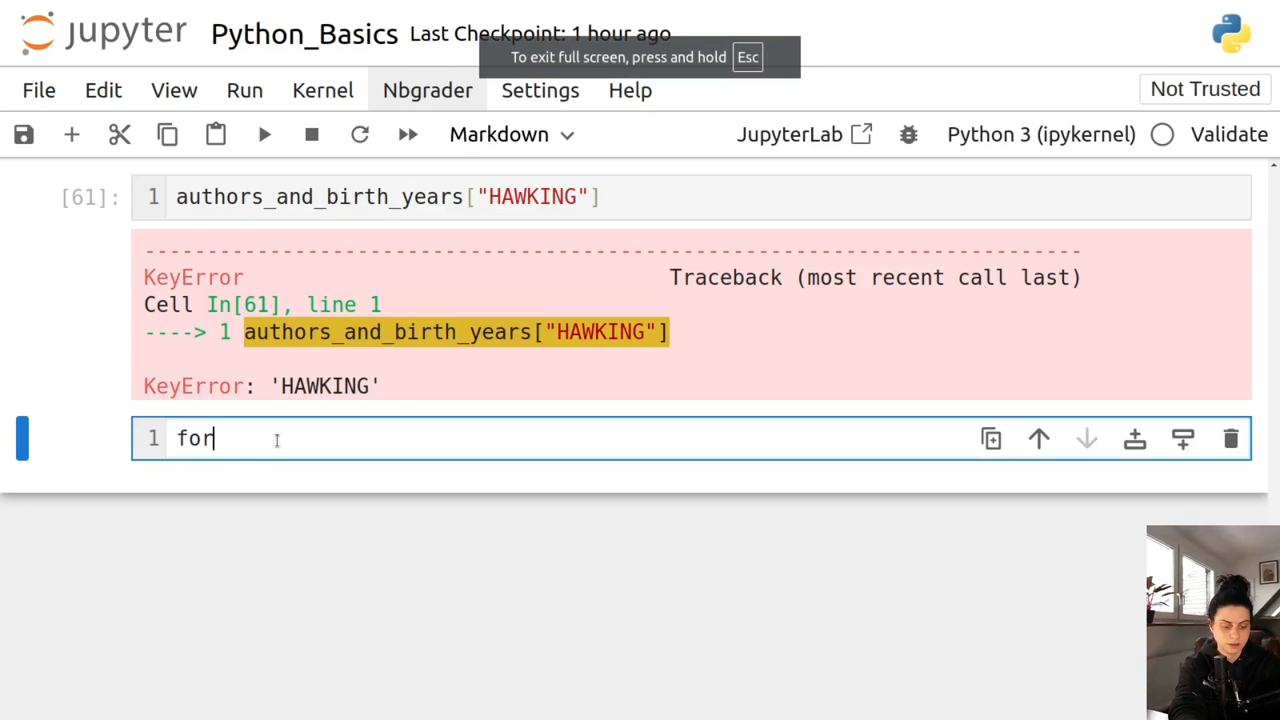 jupyter Python_Basics Last Checkpoint: 1 hour ago
To exit full screen, press and hold Esc
File Edit View Run Kernel Nbgrader Settings Help Not Trusted
Markdown JupyterLab Python 3 (ipykernel) Validate
[61]: 1 authors_and_birth_years["HAWKING"]
---------------------------------------------------------------------------
KeyError Traceback (most recent call last)
Cell In[61], line 1
----> 1 authors_and_birth_years["HAWKING"]
KeyError: 'HAWKING'
1 for